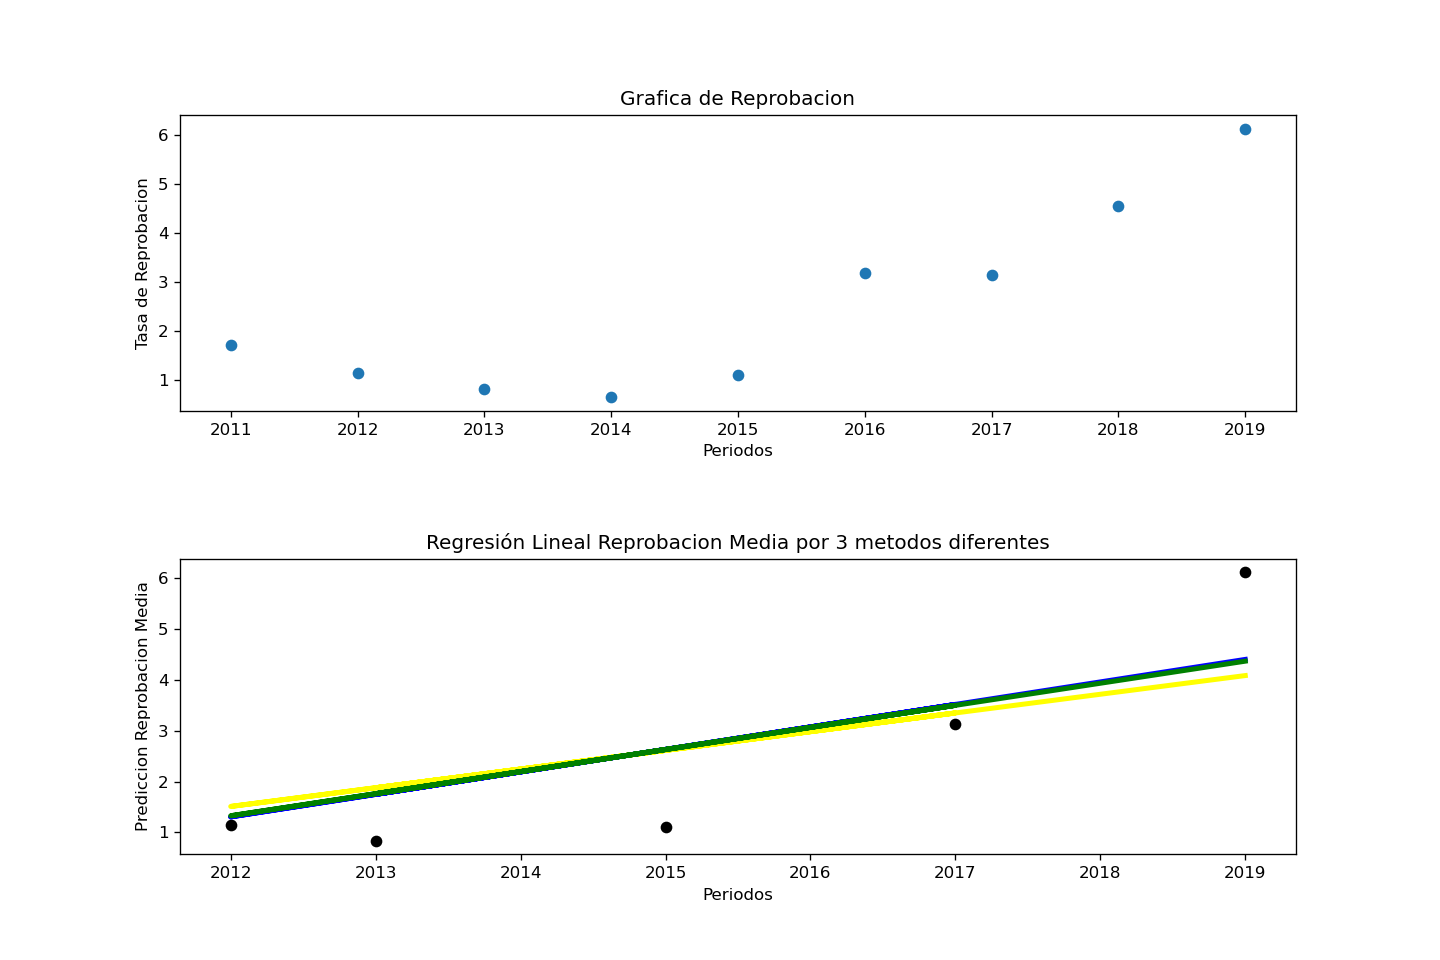 Grafica de Reprobacion
Tasa de Reprobacion
6
5
4
3
2
1
2011 2012 2013 2014 2015 2016 2017 2018 2019
Periodos
Regresión Lineal Reprobacion Media por 3 metodos diferentes
Prediccion Reprobacion Media
6
5
4
3
2
1
2012 2013 2014 2015 2016 2017 2018 2019
Periodos